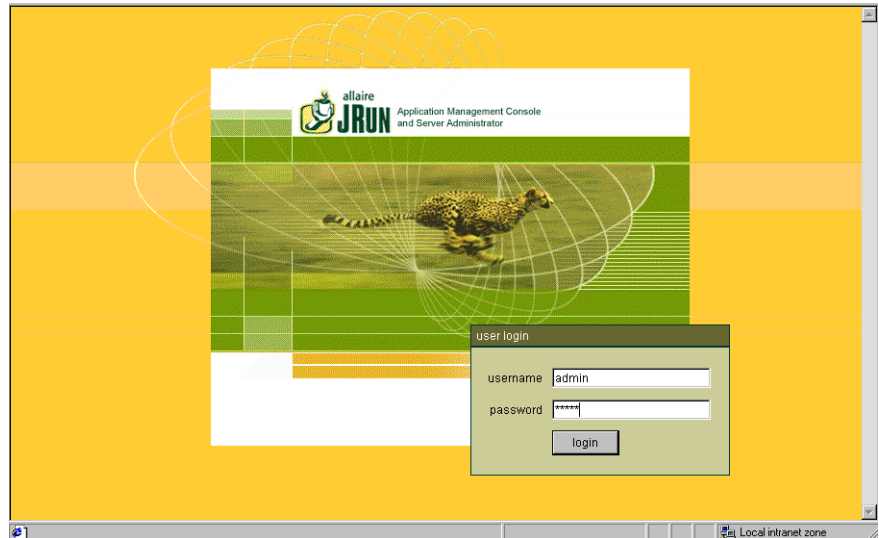 allaire
JRUN
Application Management Console
and Server Administrator
user login
username admin
password *****
login
Local intranet zone